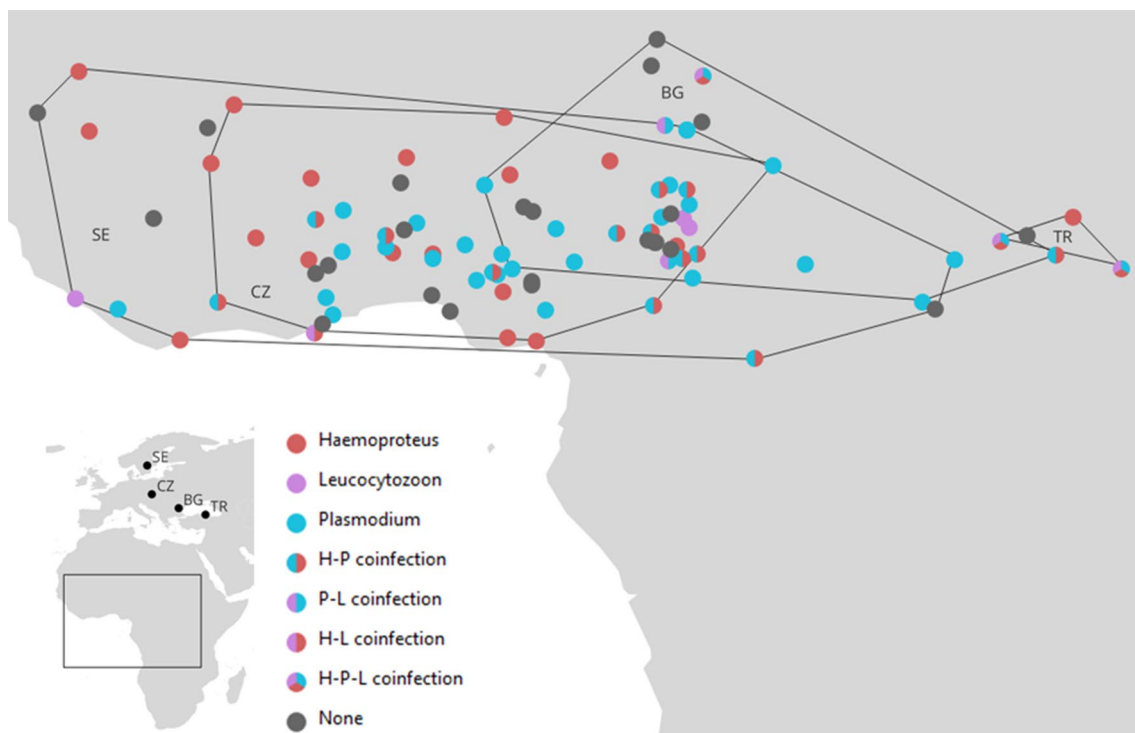 BG
SE
TR
CZ
SE
CZ
BG
TR
Haemoproteus
Leucocytozoon
Plasmodium
H-P coinfection
P-L coinfection
H-L coinfection
H-P-L coinfection
None